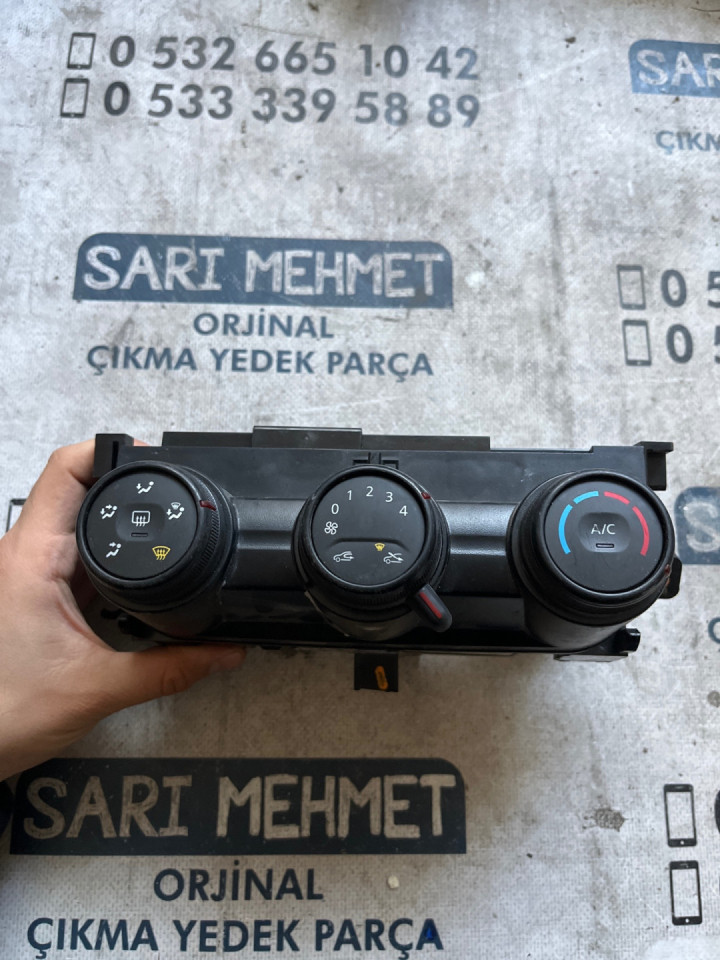 0 532 665 10 42
0 533 339 58 89
SARI MEHMET
ORJİNAL
ÇIKMA YEDEK PARÇA
0
1
2
3
4
A/C
SARI MEHMET
ORJİNAL
ÇIKMA YEDEK PARÇA